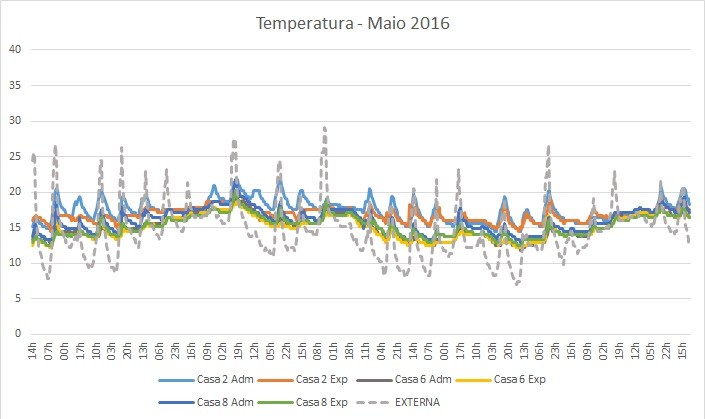 Temperatura - Maio 2016
40
35
30
25
20
15
10
5
0
14h 07h 00h 17h 10h 03h 20h 13h 06h 23h 16h 09h 02h 19h 12h 05h 22h 15h 08h 01h 18h 11h 04h 21h 14h 07h 00h 17h 10h 03h 20h 13h 06h 23h 16h 09h 02h 19h 12h 05h 22h 15h
Casa 2 Adm Casa 2 Exp Casa 6 Adm Casa 6 Exp
Casa 8 Adm Casa 8 Exp EXTERNA